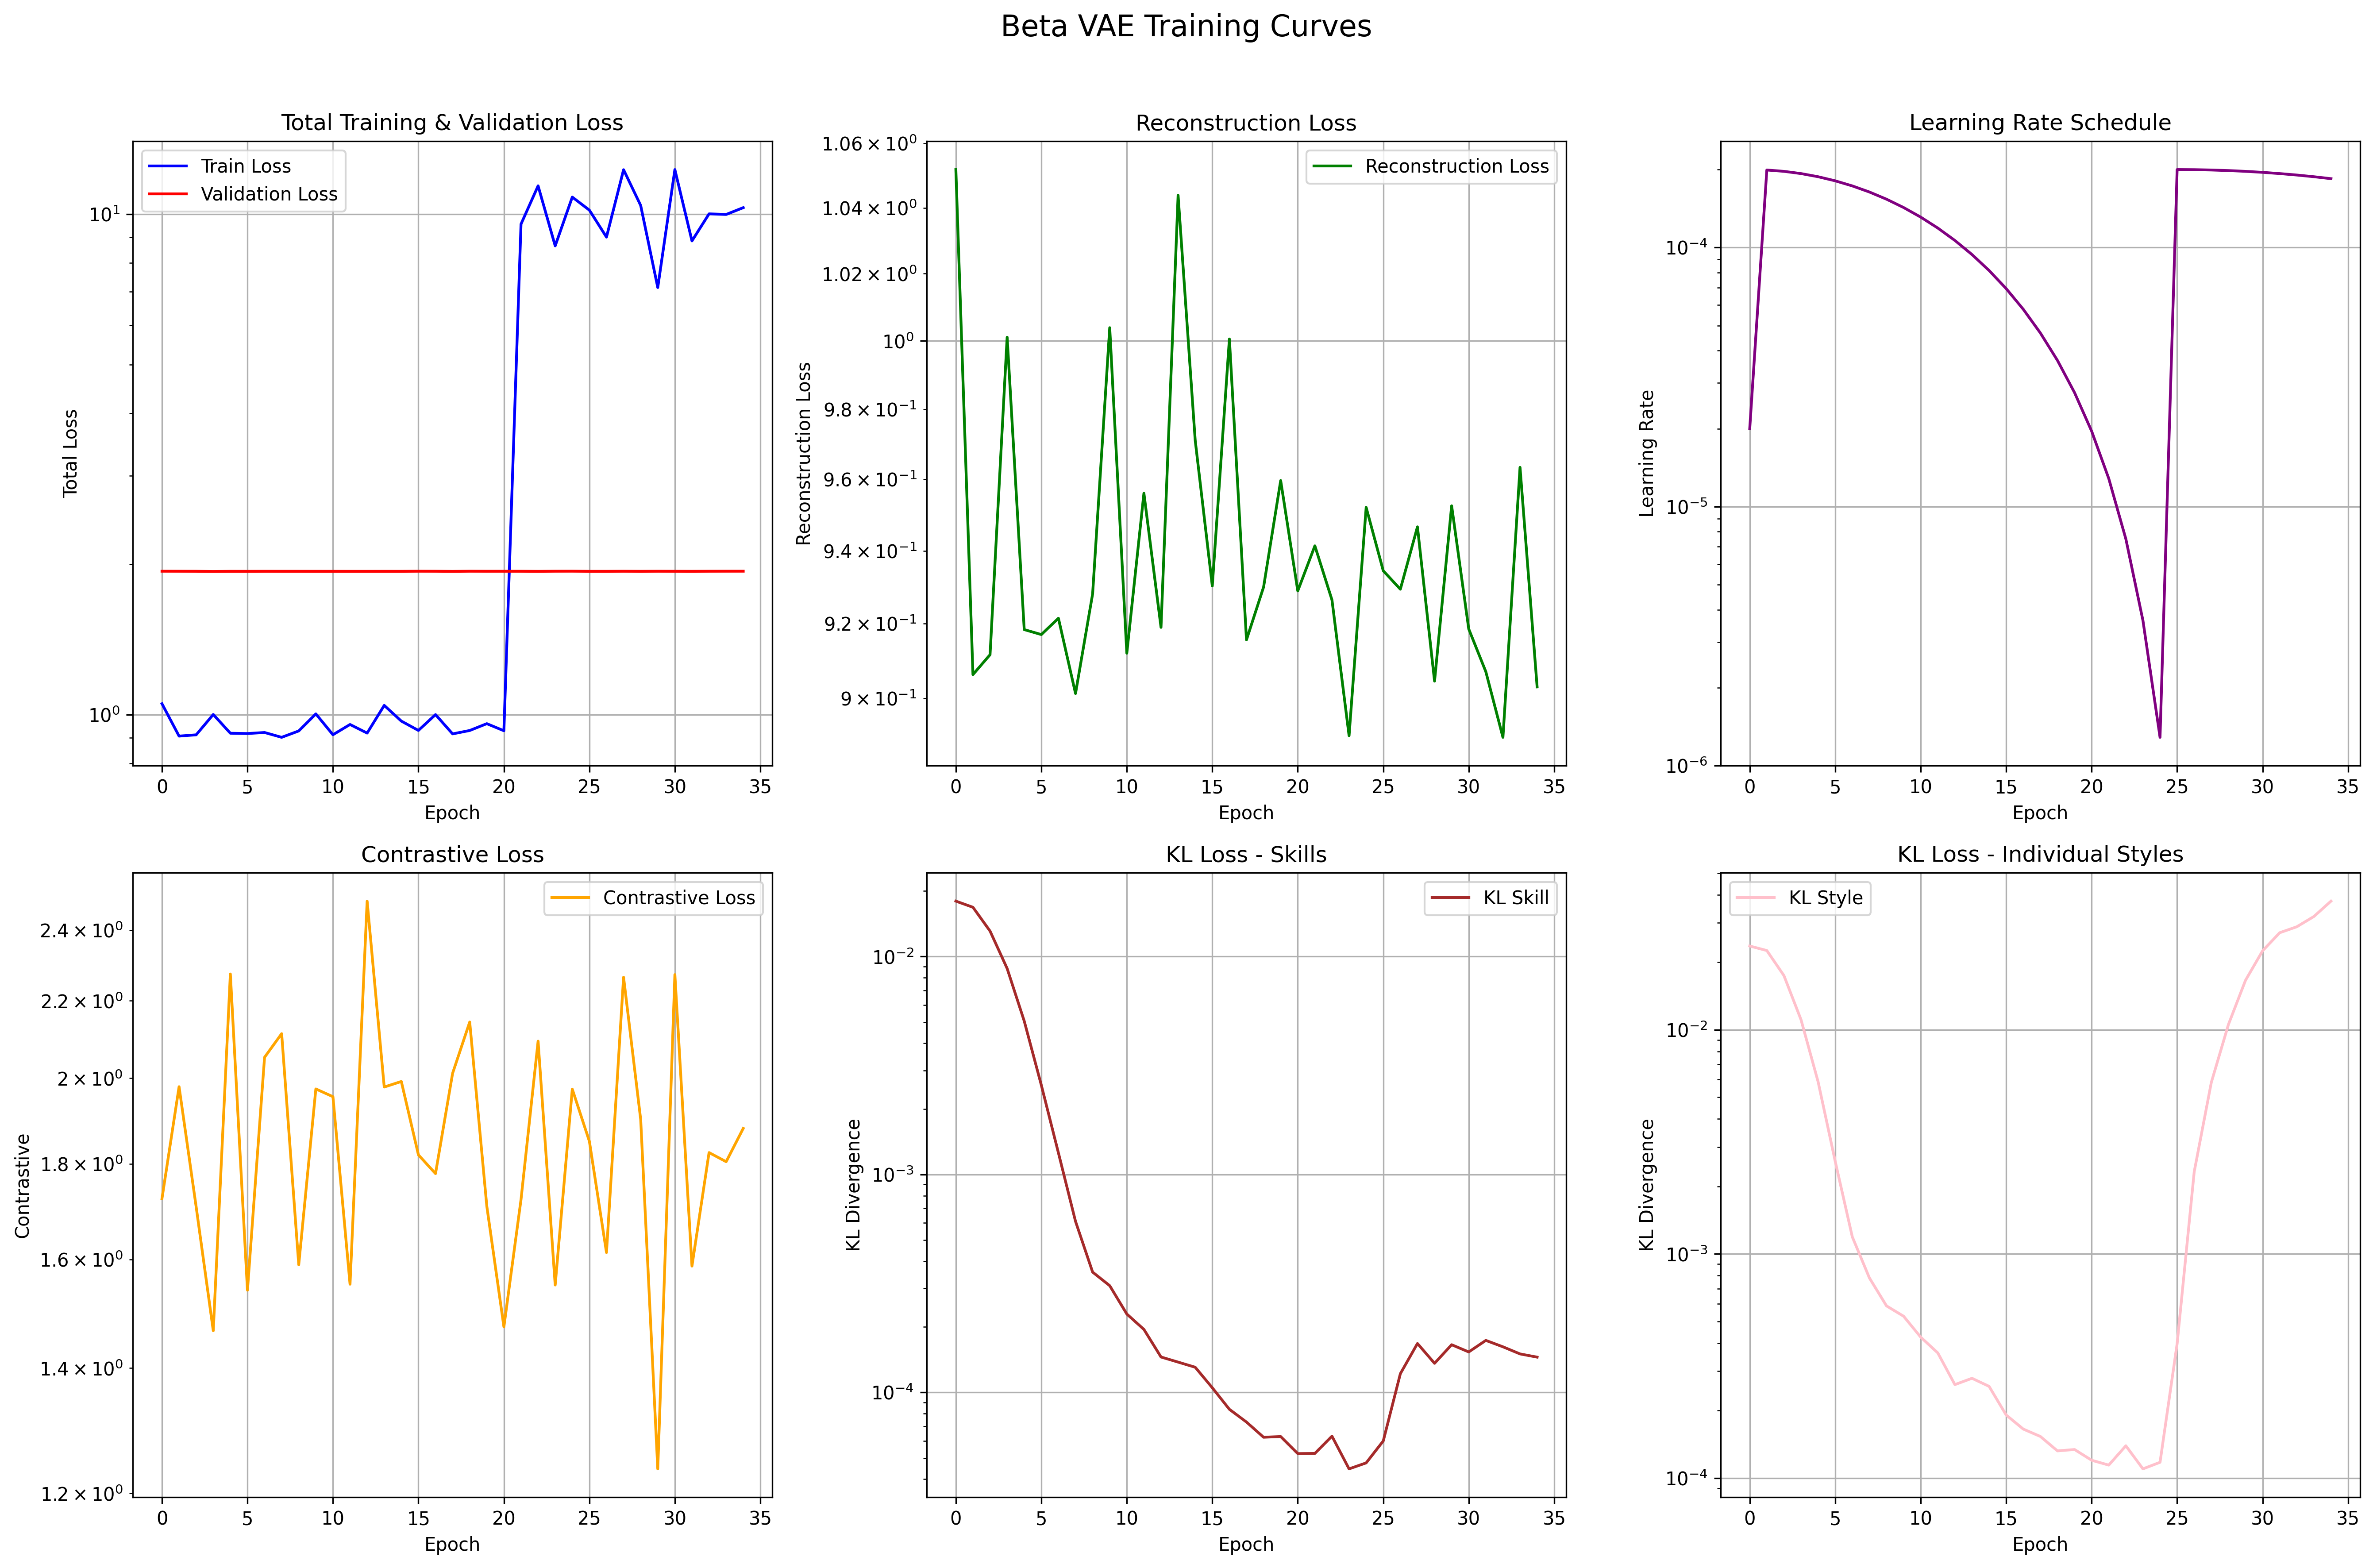 Beta VAE Training Curves
Total Training & Validation Loss
Train Loss
Validation Loss
10¹
10⁰
Total Loss
0 5 10 15 20 25 30 35
Epoch
Reconstruction Loss
Reconstruction Loss
1.06 × 10⁰
1.04 × 10⁰
1.02 × 10⁰
10⁰
9.8 × 10⁻¹
9.6 × 10⁻¹
9.4 × 10⁻¹
9.2 × 10⁻¹
9 × 10⁻¹
Reconstruction Loss
0 5 10 15 20 25 30 35
Epoch
Learning Rate Schedule
10⁻⁴
10⁻⁵
10⁻⁶
Learning Rate
0 5 10 15 20 25 30 35
Epoch
Contrastive Loss
Contrastive Loss
2.4 × 10⁰
2.2 × 10⁰
2 × 10⁰
1.8 × 10⁰
1.6 × 10⁰
1.4 × 10⁰
1.2 × 10⁰
Contrastive
0 5 10 15 20 25 30 35
Epoch
KL Loss - Skills
KL Skill
10⁻²
10⁻³
10⁻⁴
KL Divergence
0 5 10 15 20 25 30 35
Epoch
KL Loss - Individual Styles
KL Style
10⁻²
10⁻³
10⁻⁴
KL Divergence
0 5 10 15 20 25 30 35
Epoch